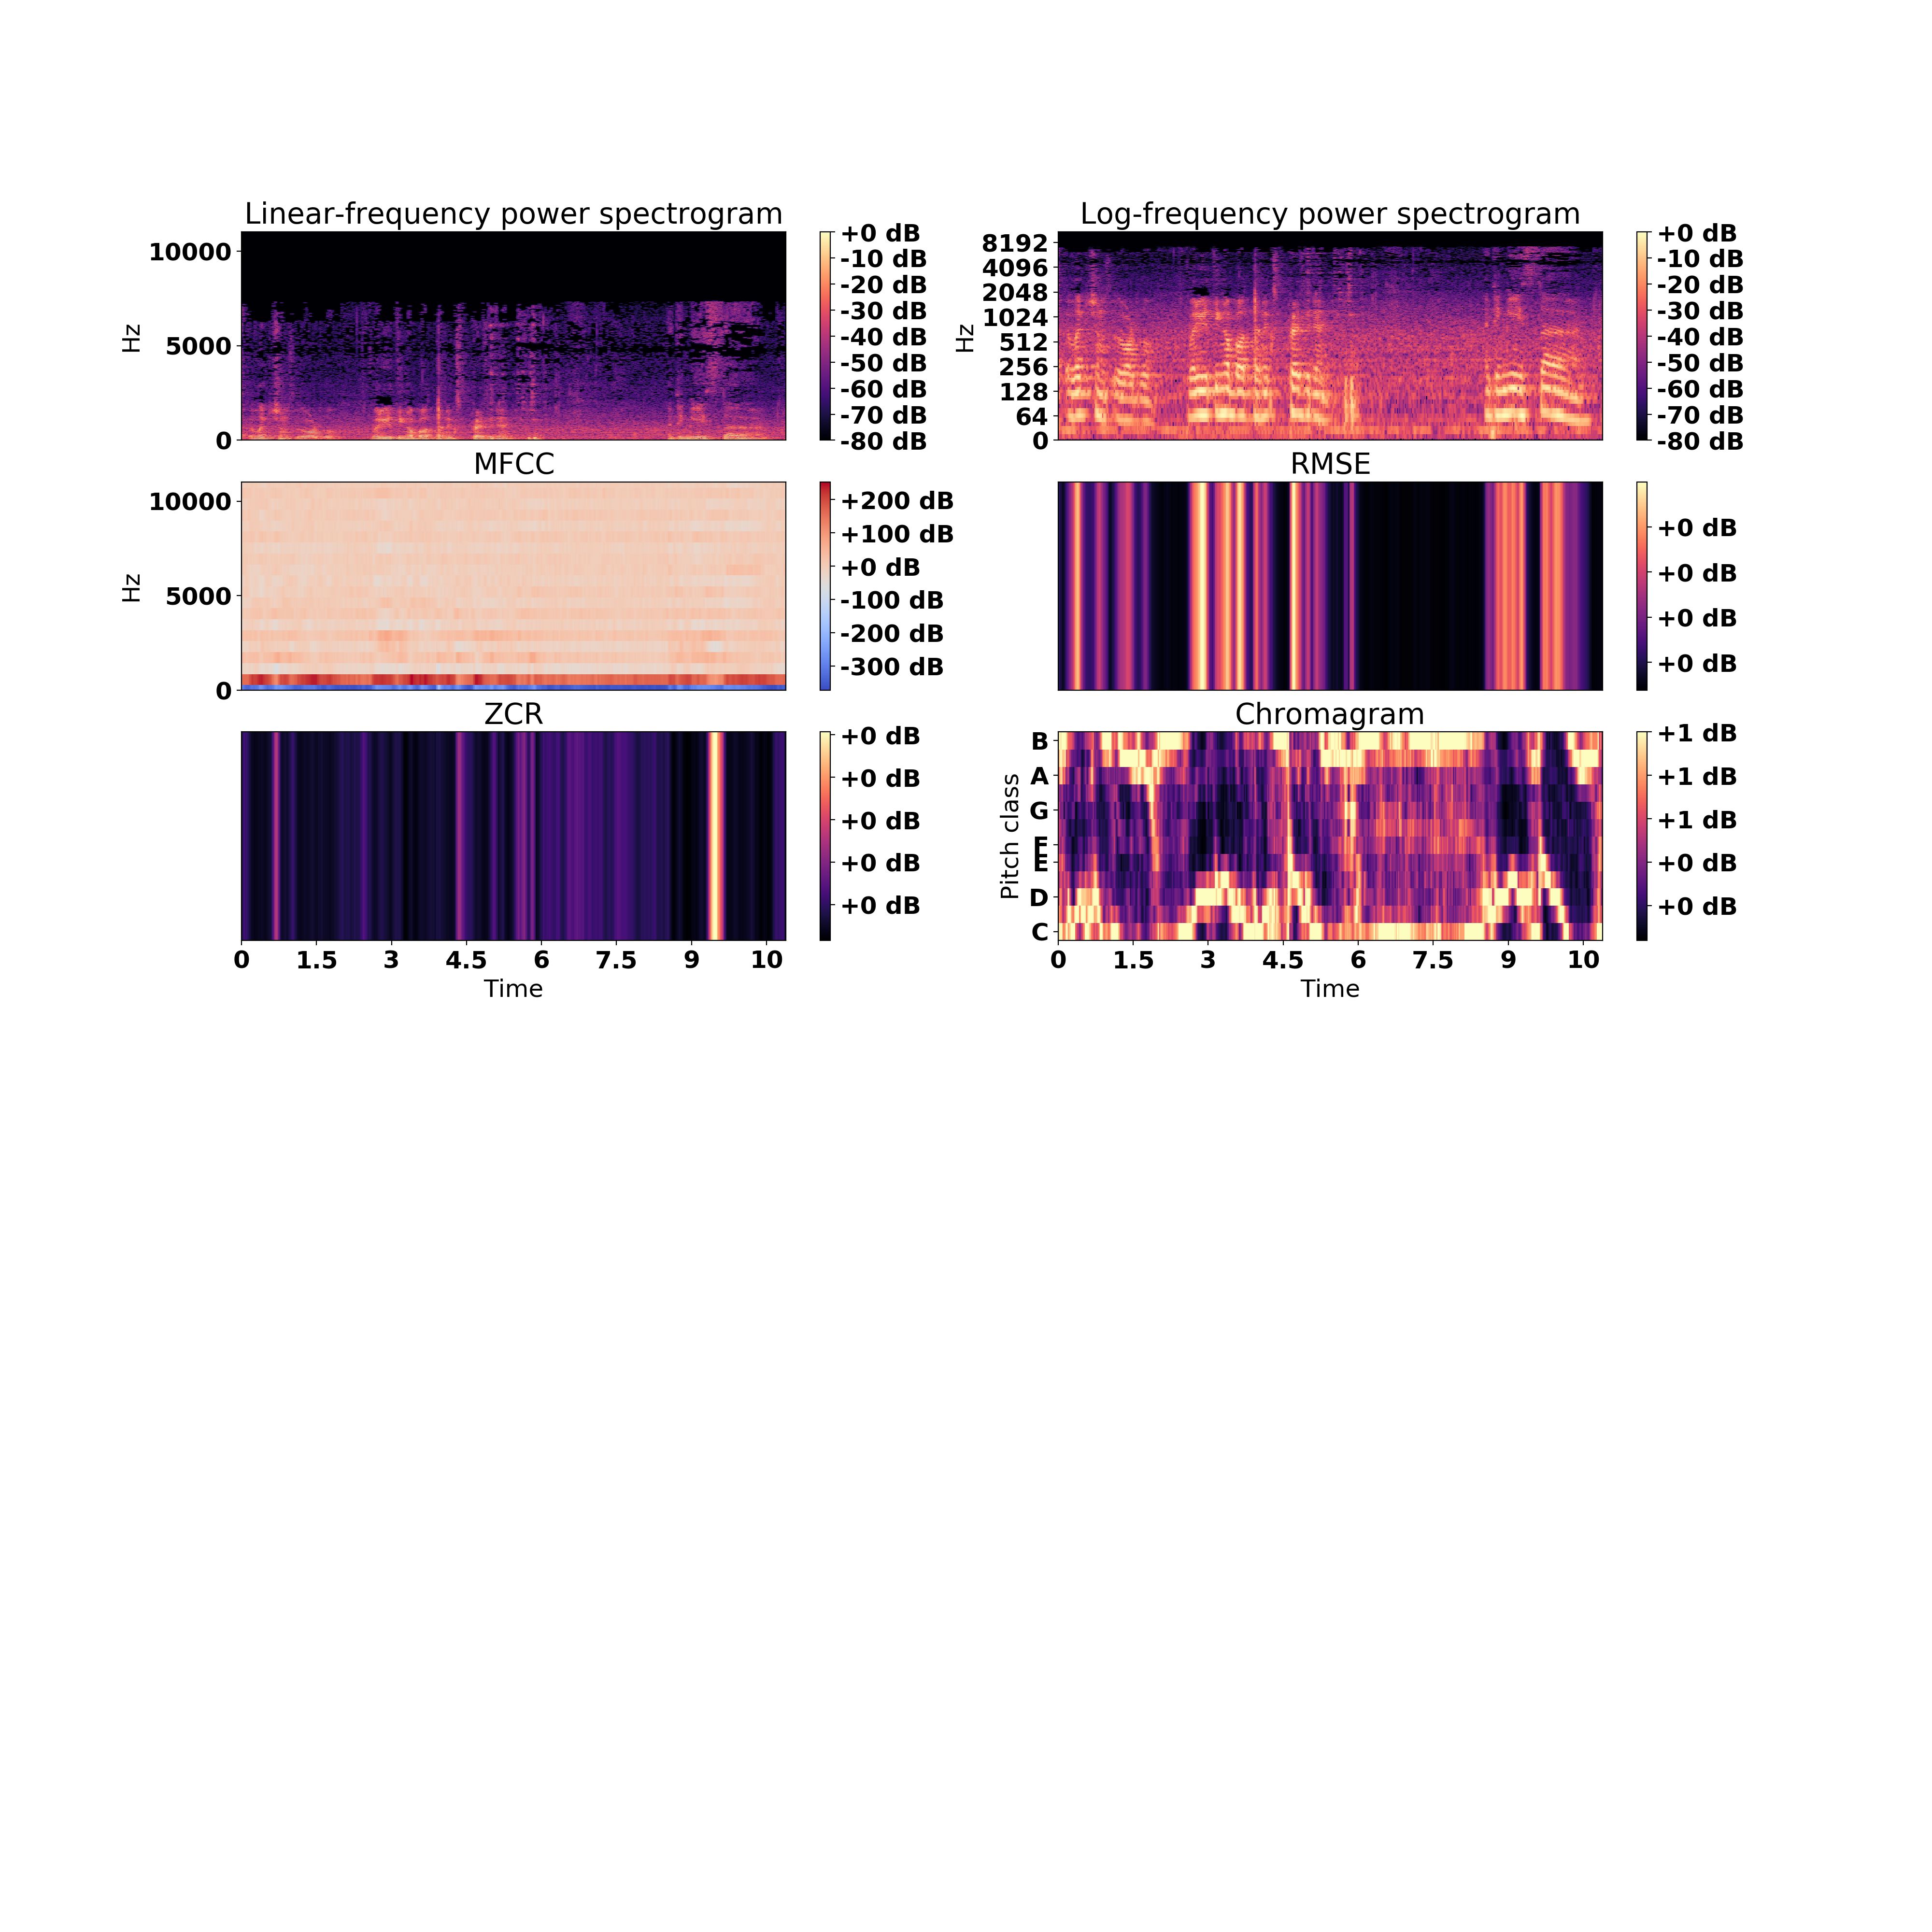 Linear-frequency power spectrogram
Hz
10000
5000
0
+0 dB
-10 dB
-20 dB
-30 dB
-40 dB
-50 dB
-60 dB
-70 dB
-80 dB
Log-frequency power spectrogram
Hz
8192
4096
2048
1024
512
256
128
64
0
+0 dB
-10 dB
-20 dB
-30 dB
-40 dB
-50 dB
-60 dB
-70 dB
-80 dB
MFCC
Hz
10000
5000
0
+200 dB
+100 dB
+0 dB
-100 dB
-200 dB
-300 dB
RMSE
+0 dB
+0 dB
+0 dB
+0 dB
ZCR
+0 dB
+0 dB
+0 dB
+0 dB
+0 dB
0 1.5 3 4.5 6 7.5 9 10
Time
Chromagram
Pitch class
B
A
G
F
E
D
C
+1 dB
+1 dB
+1 dB
+0 dB
+0 dB
0 1.5 3 4.5 6 7.5 9 10
Time